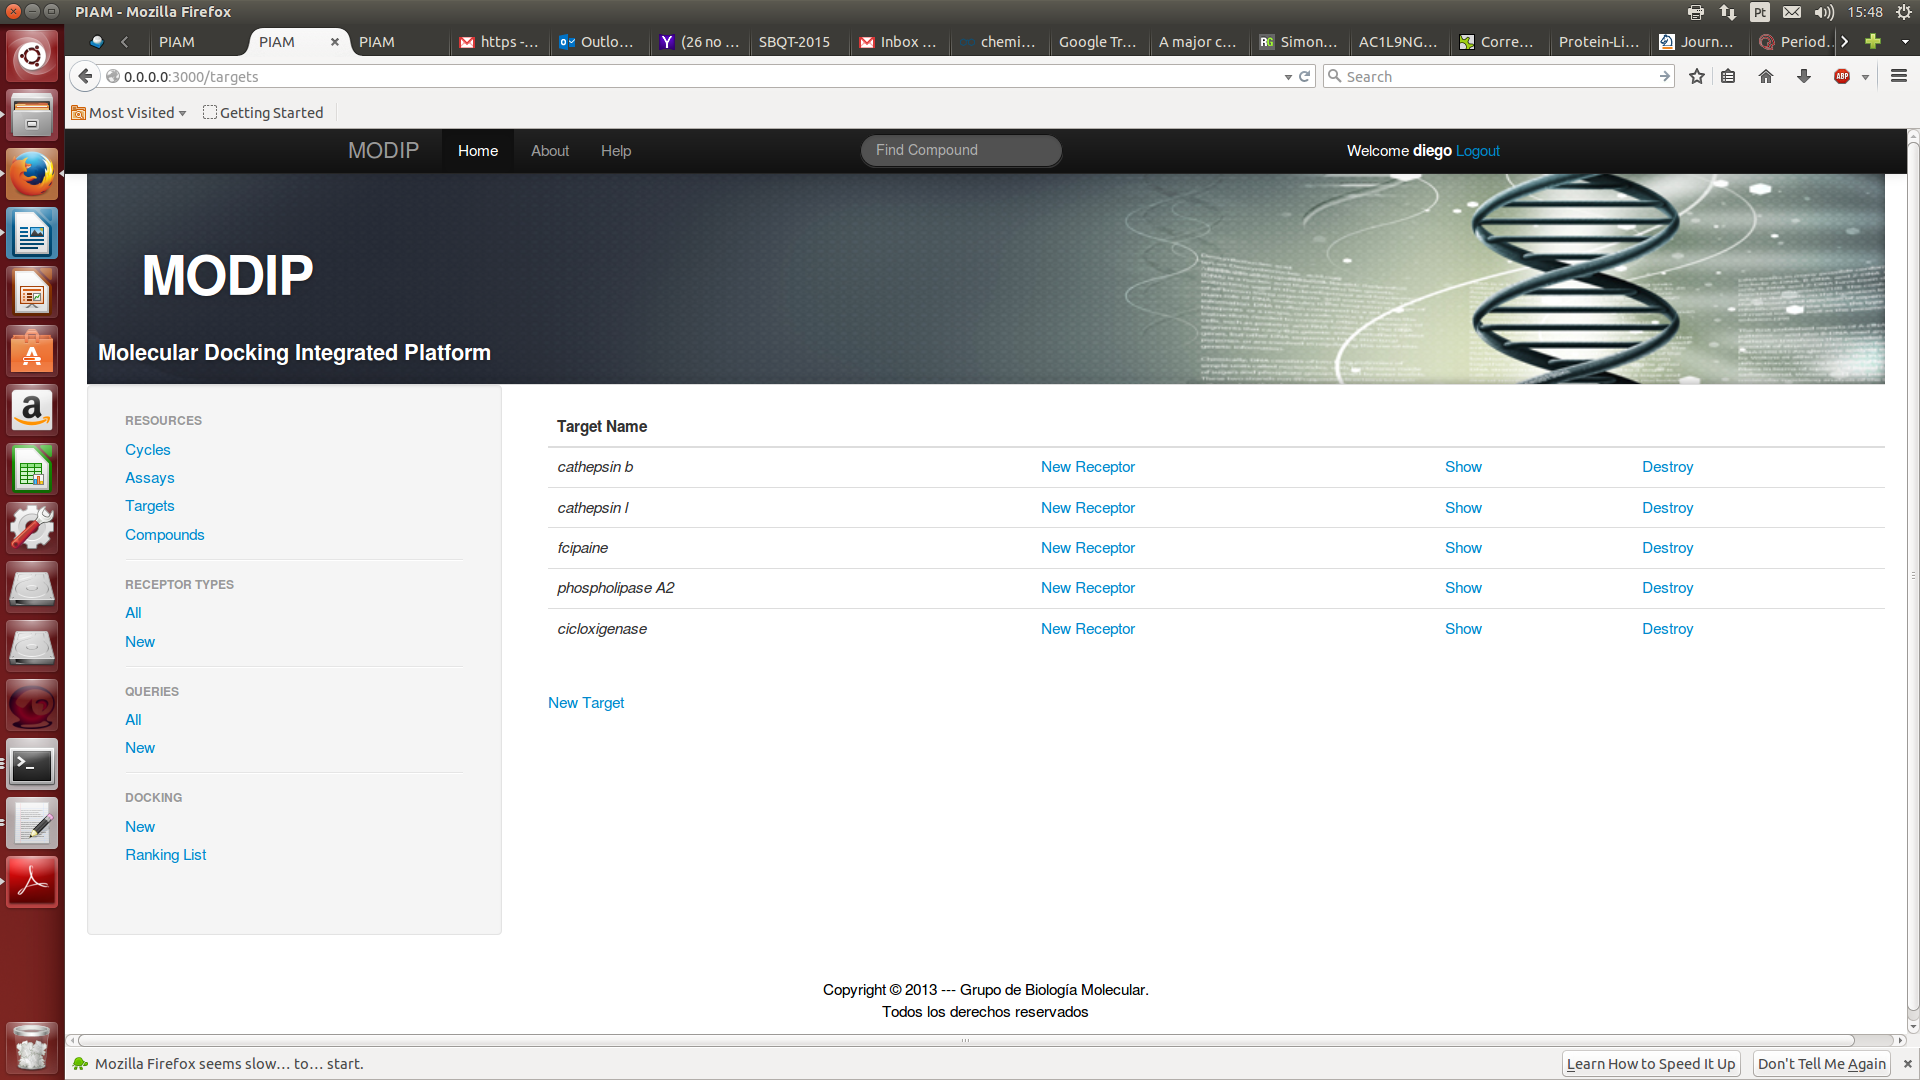 PIAM - Mozilla Firefox
Pt
15:48
PIAM
PIAM
PIAM
https -...
Outlo...
(26 no ...
SBQT-2015
Inbox ...
chemi...
Google Tr...
A major c...
RG Simon...
AC1L9NG...
Corre...
Protein-Li...
Journ...
Period...
0.0.0.0:3000/targets
Search
ABP
Most Visited
Getting Started
MODIP
Home
About
Help
Find Compound
Welcome diego Logout
MODIP
Molecular Docking Integrated Platform
RESOURCES
Cycles
Assays
Targets
Compounds
RECEPTOR TYPES
All
New
QUERIES
All
New
DOCKING
New
Ranking List
Target Name
cathepsin b New Receptor Show Destroy
cathepsin l New Receptor Show Destroy
fcipaine New Receptor Show Destroy
phospholipase A2 New Receptor Show Destroy
cicloxigenase New Receptor Show Destroy
New Target
Copyright © 2013 --- Grupo de Biología Molecular.
Todos los derechos reservados
Mozilla Firefox seems slow... to... start.
Learn How to Speed It Up
Don't Tell Me Again